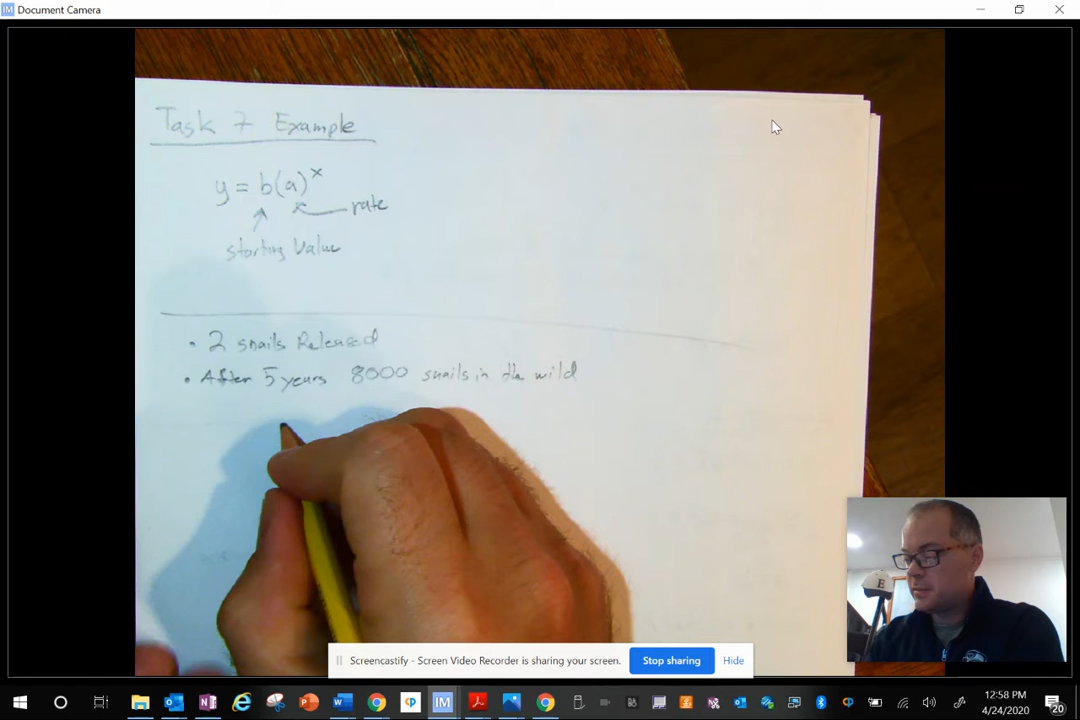 Document Camera
Task 7 Example
y = b(a)^x
rate
starting Value
• 2 snails Released
• After 5 years 8000 snails in the wild
E
Screencastify - Screen Video Recorder is sharing your screen.
Stop sharing
Hide
12:58 PM
4/24/2020
20